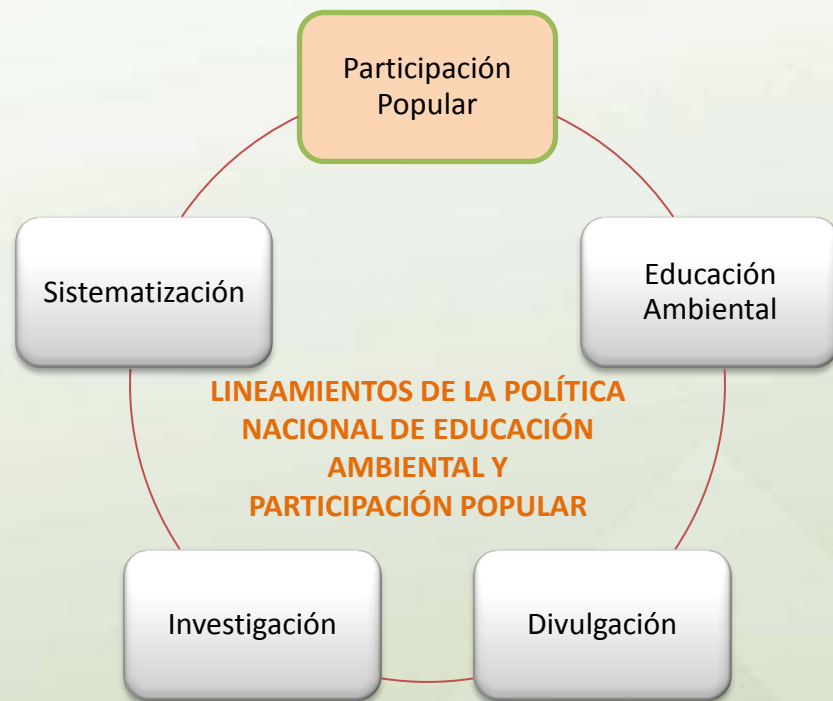 Participación
Popular
Sistematización
Educación
Ambiental
LINEAMIENTOS DE LA POLÍTICA
NACIONAL DE EDUCACIÓN
AMBIENTAL Y
PARTICIPACIÓN POPULAR
Investigación
Divulgación